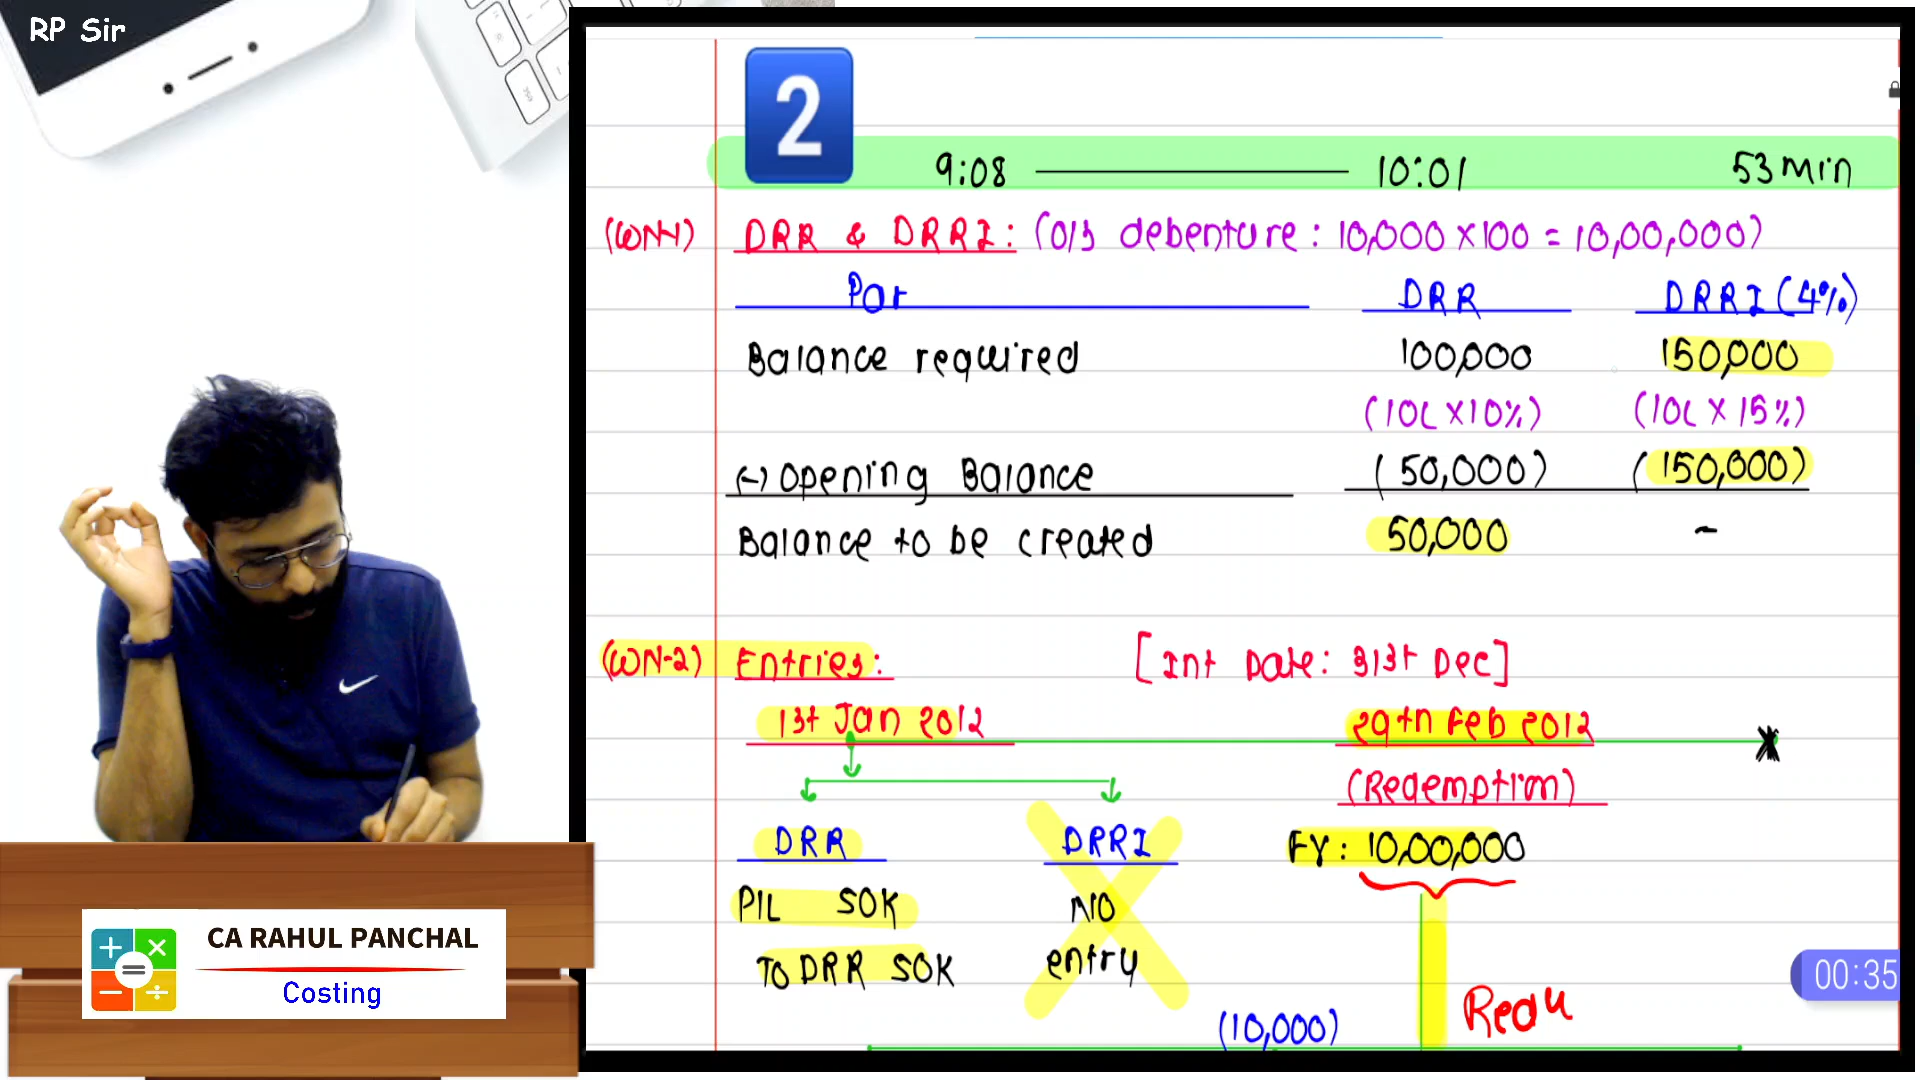 RP Sir
2
9:08 ——— 10:01 53 Min
(WN-1) DRR & DRRI: (O/S debenture: 10,000 x 100 = 10,00,000)
Par DRR DRRI (4%)
Balance required 100,000 150,000
(10L x 10%) (10L x 15%)
(-) Opening Balance (50,000) (150,000)
Balance to be created 50,000 -
(WN-2) Entries: [Int Date: 31st Dec]
1st Jan 2012 29th Feb 2012
(Redemption)
DRR DRRI FV: 10,00,000
P/L 50K NO
TO DRR 50K entry
(10,000)
CA RAHUL PANCHAL
Costing
00:35